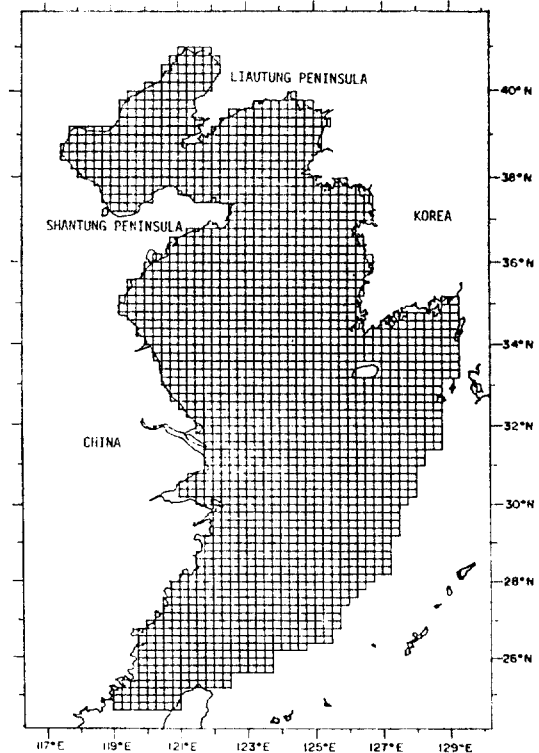 LIAUTUNG PENINSULA
40°N
38°N
SHANTUNG PENINSULA
KOREA
36°N
34°N
CHINA
32°N
30°N
28°N
26°N
117°E 119°E 121°E 123°E 125°E 127°E 129°E